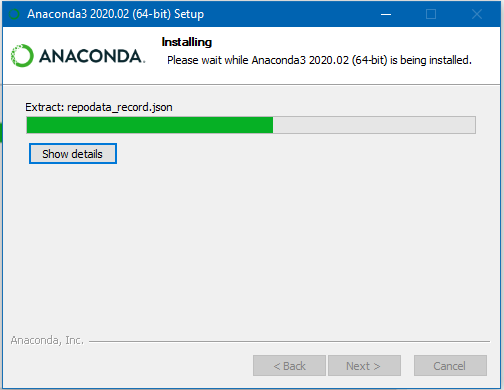 Anaconda3 2020.02 (64-bit) Setup
ANACONDA.
Installing
Please wait while Anaconda3 2020.02 (64-bit) is being installed.
Extract: repodata_record.json
Show details
Anaconda, Inc.
< Back Next > Cancel